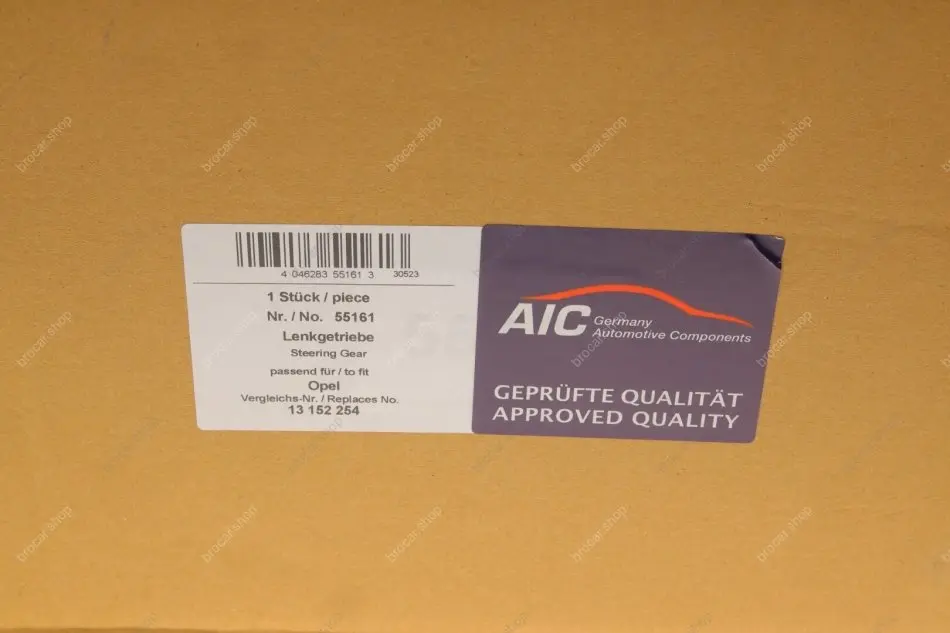 4 046283 55161 3 30523
1 Stück / piece
Nr. / No. 55161
Lenkgetriebe
Steering Gear
passend für / to fit
Opel
Vergleichs-Nr. / Replaces No.
13 152 254
AIC Germany
Automotive Components
GEPRÜFTE QUALITÄT
APPROVED QUALITY
brocar.shop